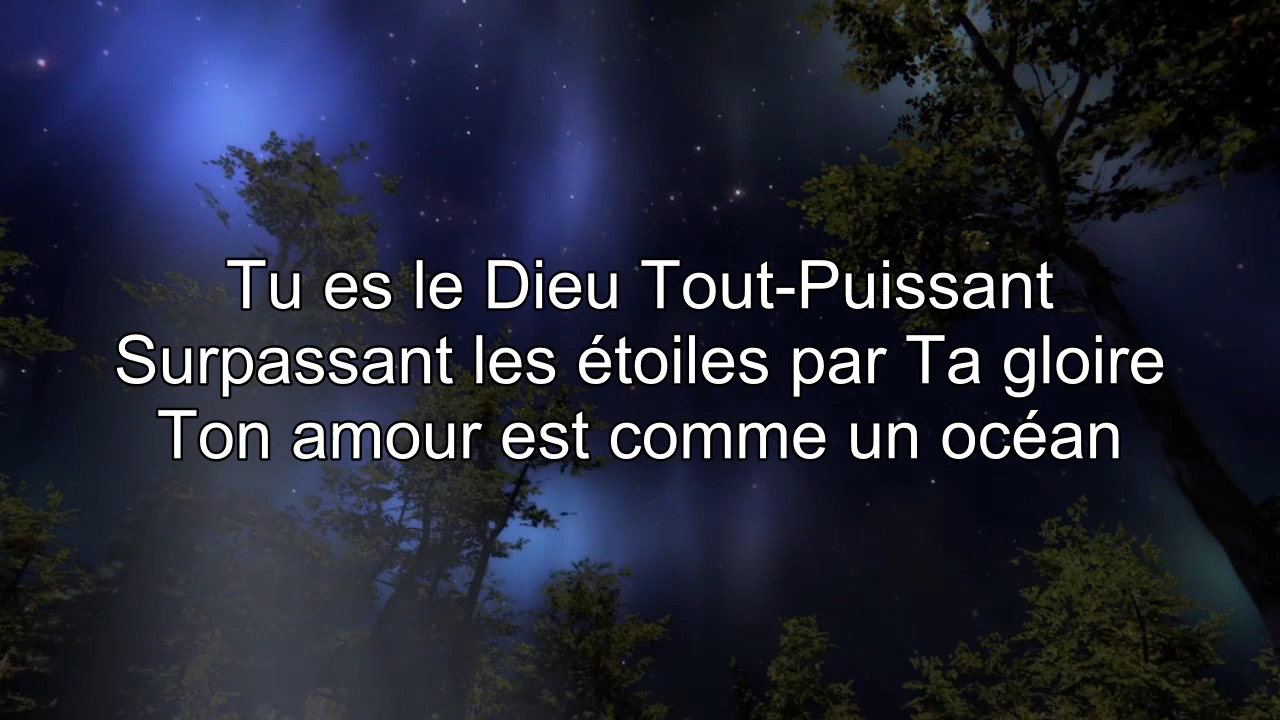 Tu es le Dieu Tout-Puissant
Surpassant les étoiles par Ta gloire
Ton amour est comme un océan